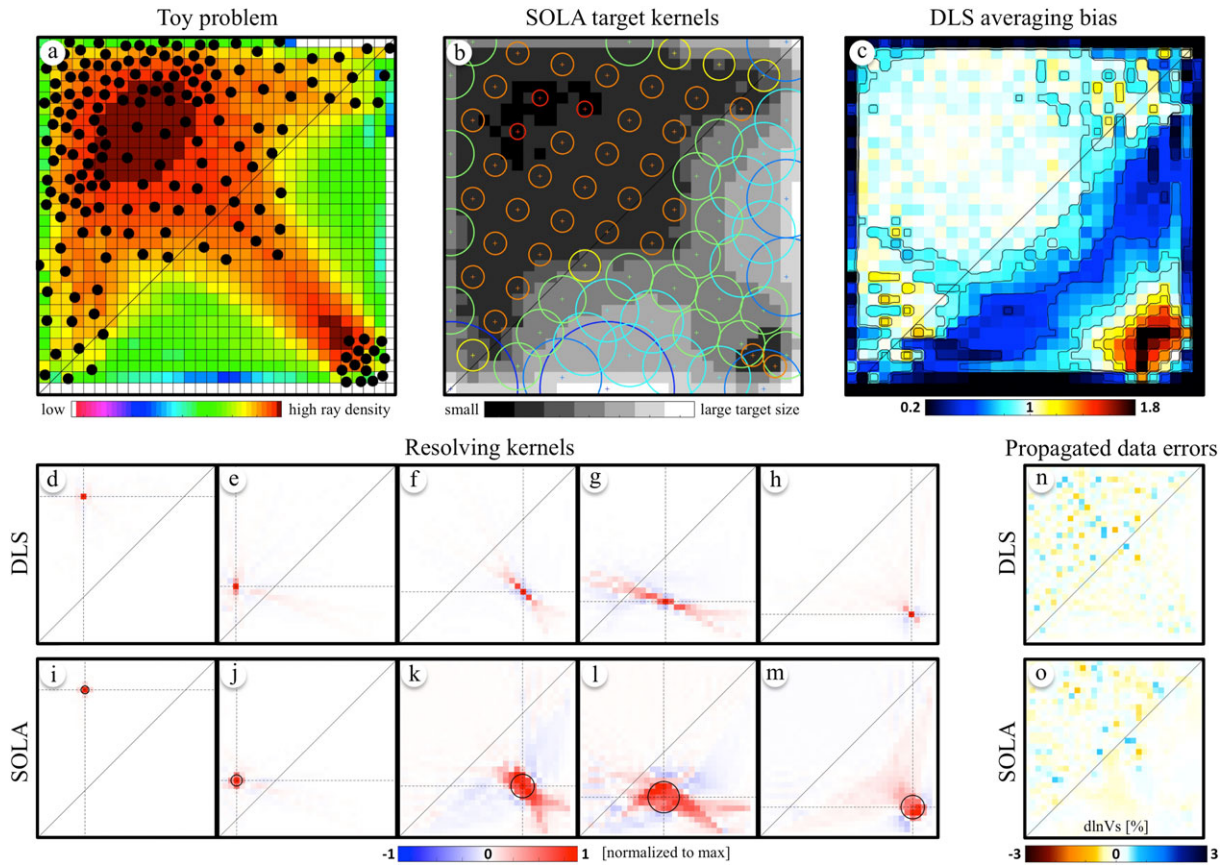 Toy problem
SOLA target kernels
DLS averaging bias
a
b
c
low
high ray density
small
large target size
0.2
1
1.8
Resolving kernels
Propagated data errors
DLS
d
e
f
g
h
DLS
n
SOLA
i
j
k
l
m
SOLA
o
dlnVs [%]
-1
0
1
[normalized to max]
-3
0
3